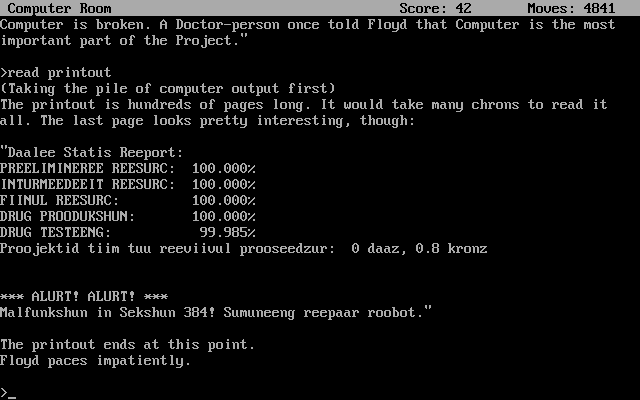 Computer Room Score: 42 Moves: 4841
Computer is broken. A Doctor-person once told Floyd that Computer is the most
important part of the Project."
>read printout
(Taking the pile of computer output first)
The printout is hundreds of pages long. It would take many chrons to read it
all. The last page looks pretty interesting, though:
"Daalee Statis Reeport:
PREELIMINEREE REESURC: 100.000%
INTURMEEDEEIT REESURC: 100.000%
FIINUL REESURC: 100.000%
DRUG PROODUKSHUN: 100.000%
DRUG TESTEENG: 99.985%
Proojektid tiim tuu reeviivul prooseedzur: 0 daaz, 0.8 kronz
*** ALURT! ALURT! ***
Malfunkshun in Sekshun 384! Sumuneeng reepaar roobot."
The printout ends at this point.
Floyd paces impatiently.
>_